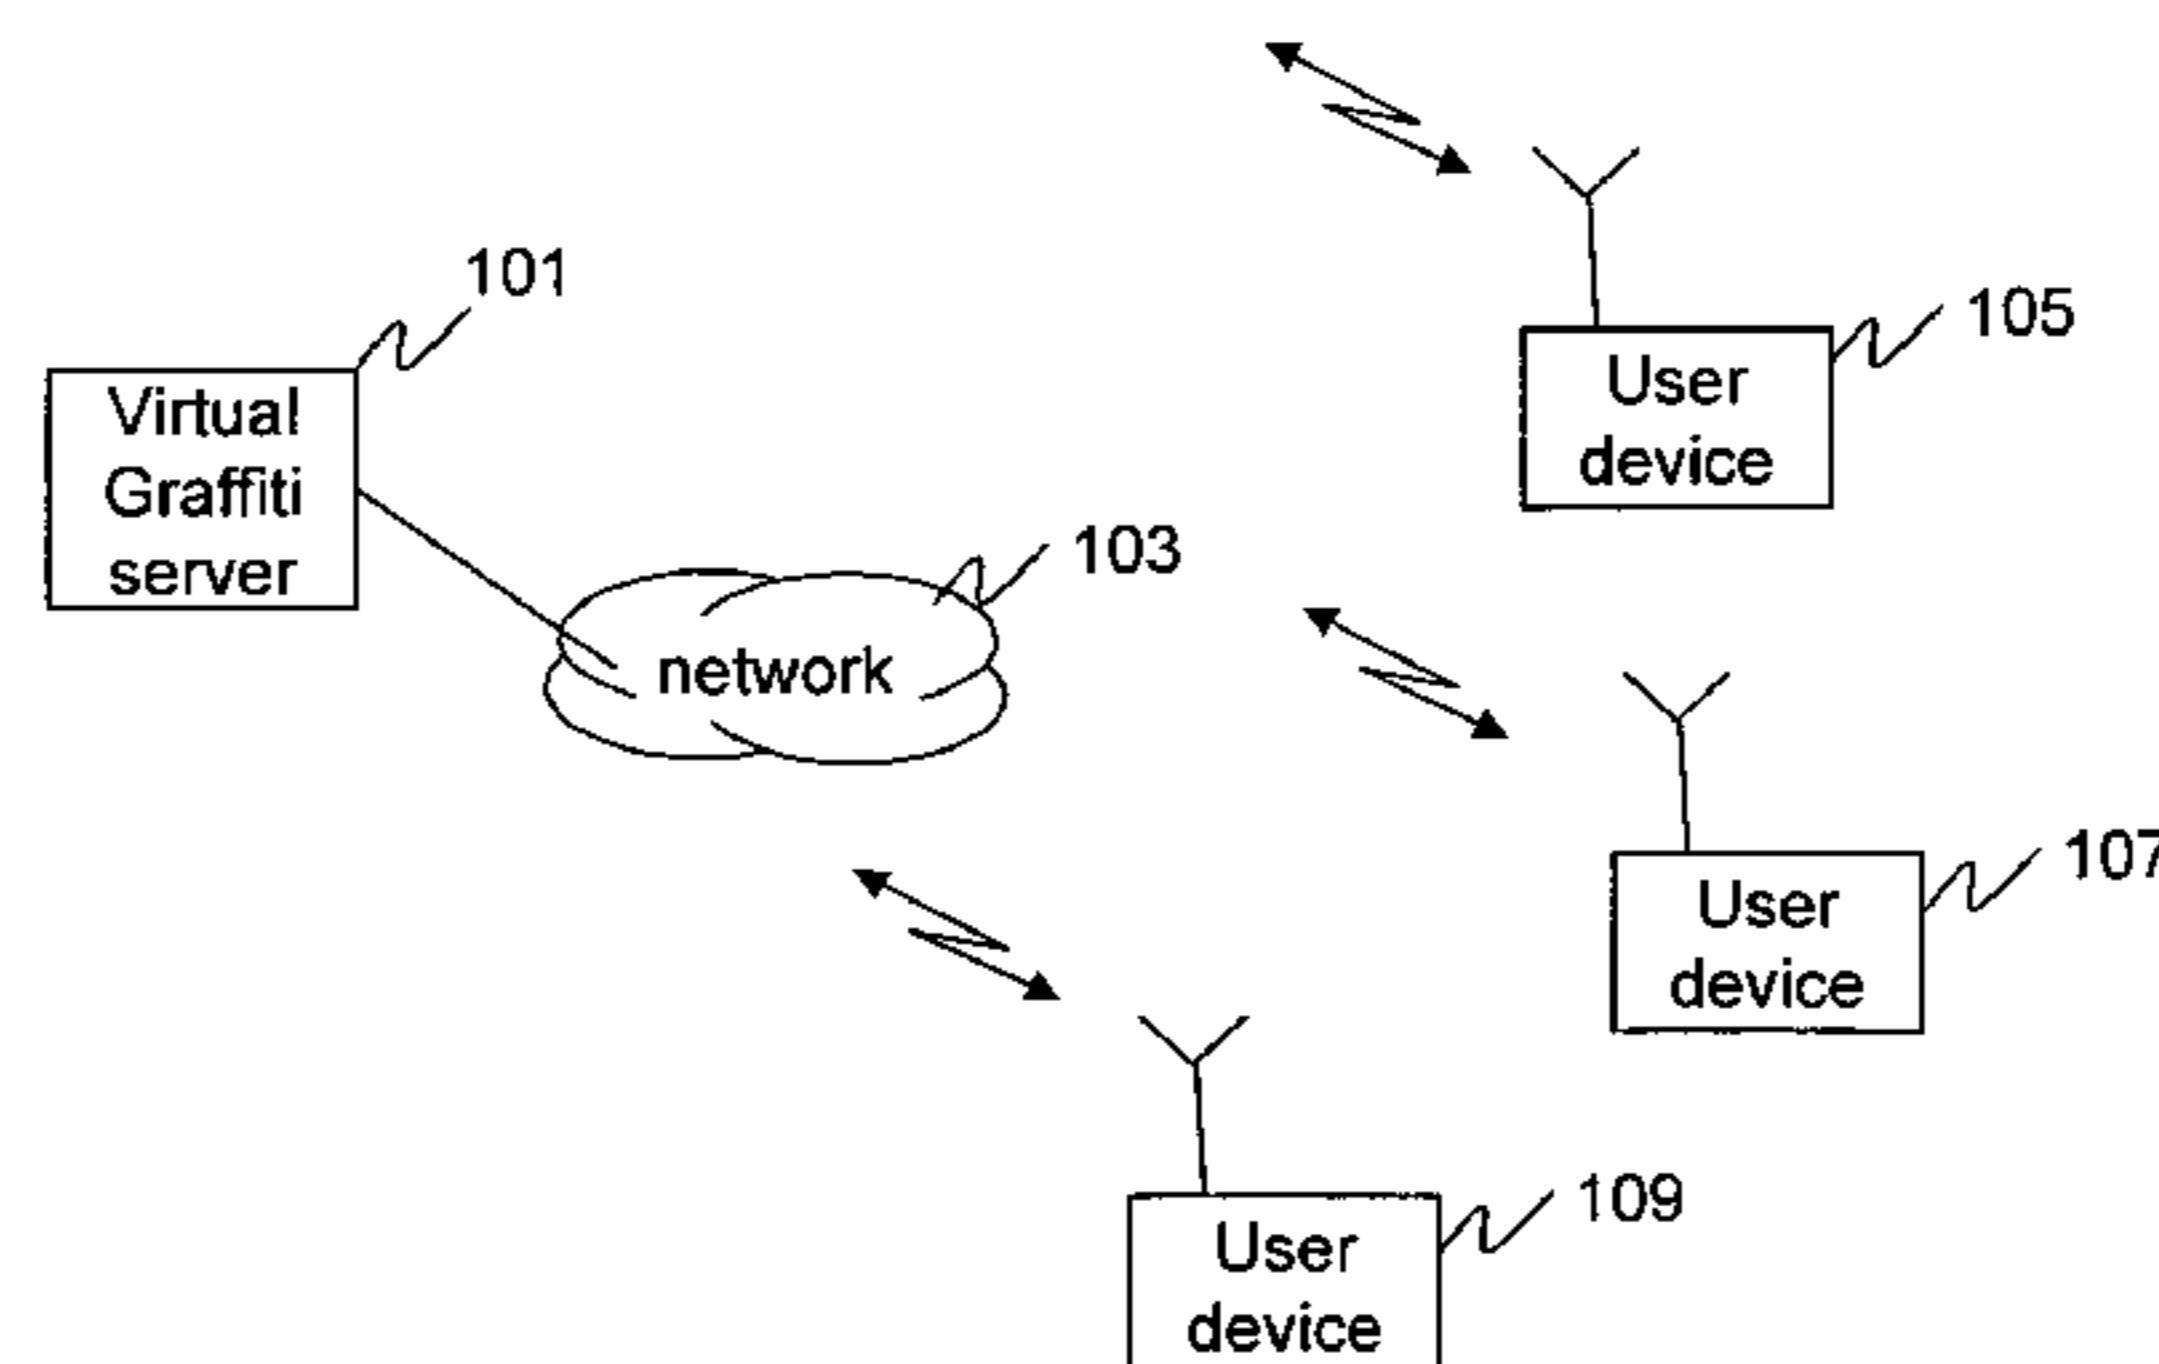 101
Virtual
Graffiti
server
103
network
105
User
device
107
User
device
109
User
device